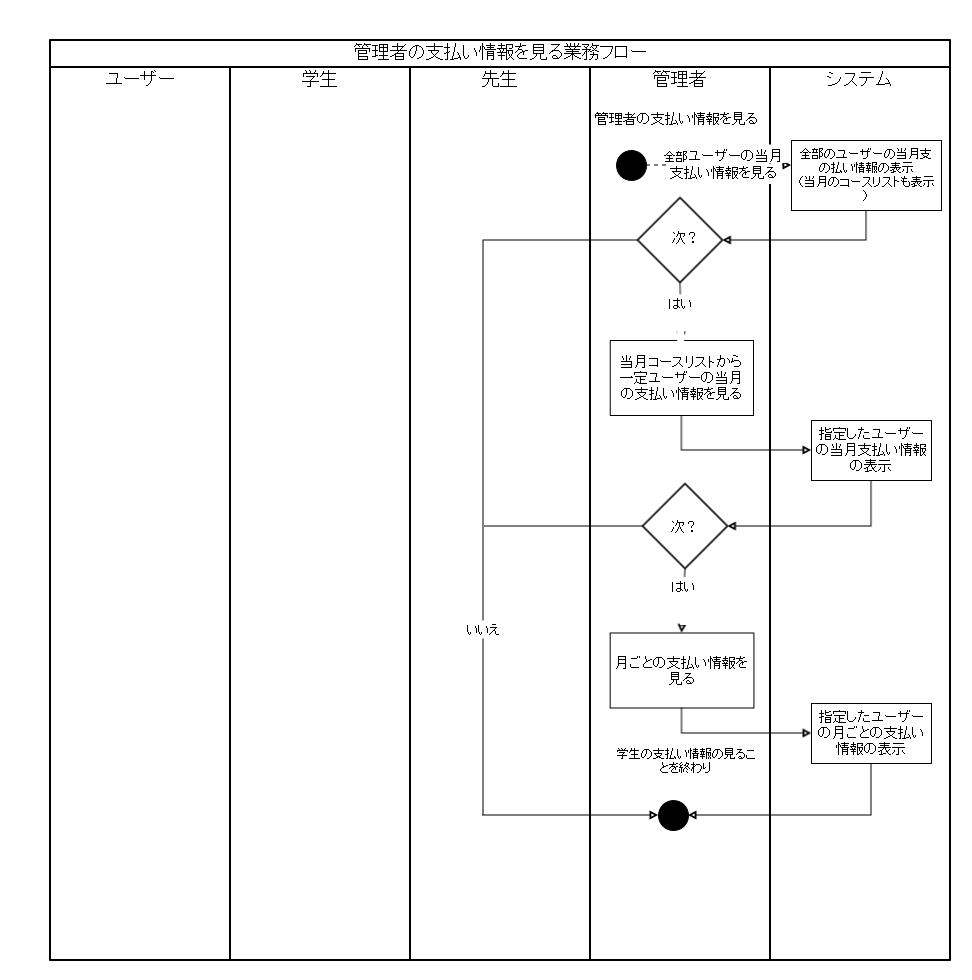 管理者の支払い情報を見る業務フロー
ユーザー
学生
先生
管理者
システム
管理者の支払い情報を見る
全部ユーザーの当月
支払い情報を見る
全部のユーザーの当月支
の払い情報の表示
（当月のコースリストも表示
）
次？
はい
当月コースリストから
一定ユーザーの当月
の支払い情報を見る
指定したユーザー
の当月支払い情報
の表示
次？
はい
いいえ
月ごとの支払い情報を
見る
指定したユーザー
の月ごとの支払い
情報の表示
学生の支払い情報の見るこ
とを終わり